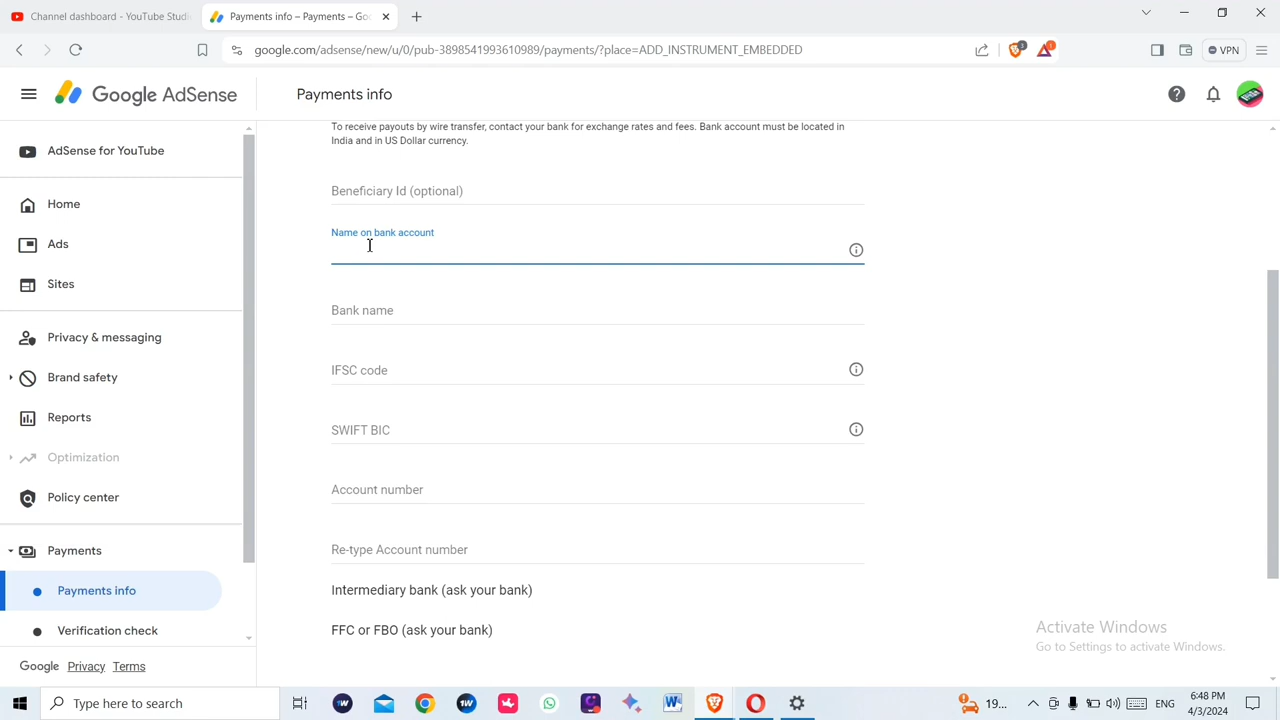 Channel dashboard - YouTube Studi
Payments info – Payments – Goo
google.com/adsense/new/u/0/pub-3898541993610989/payments/?place=ADD_INSTRUMENT_EMBEDDED
3
1
VPN
Google AdSense
Payments info
AdSense for YouTube
Home
Ads
Sites
Privacy & messaging
Brand safety
Reports
Optimization
Policy center
Payments
Payments info
Verification check
Google Privacy Terms
To receive payouts by wire transfer, contact your bank for exchange rates and fees. Bank account must be located in
India and in US Dollar currency.
Beneficiary Id (optional)
Name on bank account
Bank name
IFSC code
SWIFT BIC
Account number
Re-type Account number
Intermediary bank (ask your bank)
FFC or FBO (ask your bank)
Activate Windows
Go to Settings to activate Windows.
Type here to search
1W
1W
W
19...
ENG
6:48 PM
4/3/2024